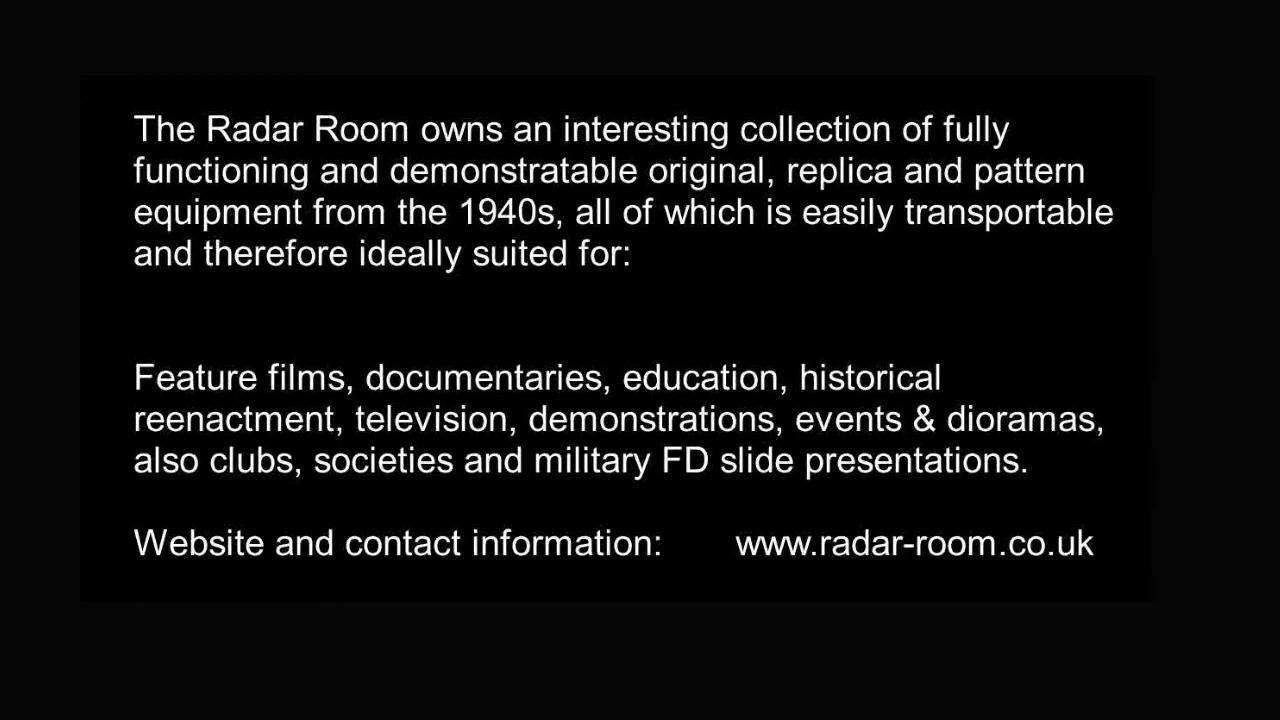 The Radar Room owns an interesting collection of fully
functioning and demonstratable original, replica and pattern
equipment from the 1940s, all of which is easily transportable
and therefore ideally suited for:
Feature films, documentaries, education, historical
reenactment, television, demonstrations, events & dioramas,
also clubs, societies and military FD slide presentations.
Website and contact information: www.radar-room.co.uk